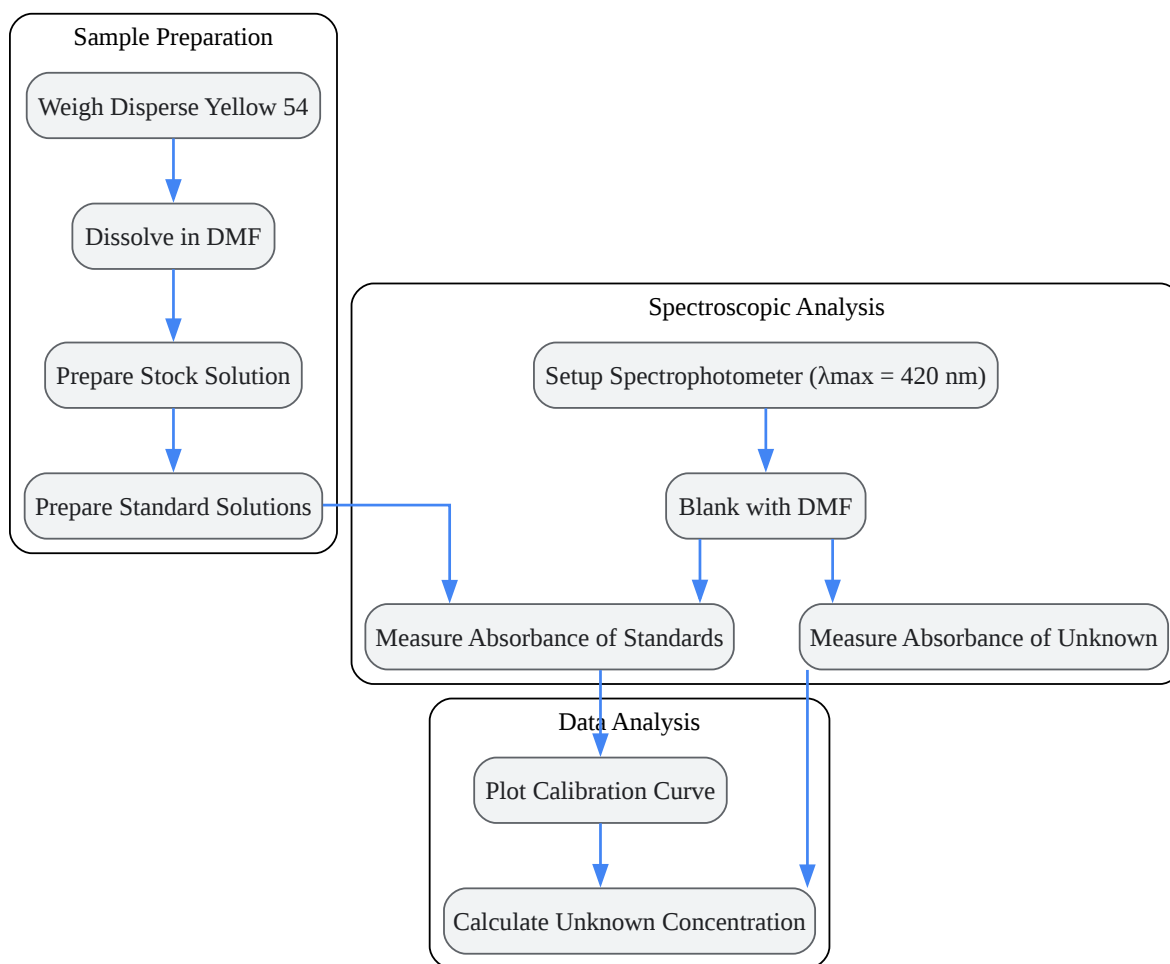 Sample Preparation
Weigh Disperse Yellow 54
Dissolve in DMF
Prepare Stock Solution
Prepare Standard Solutions
Spectroscopic Analysis
Setup Spectrophotometer (λmax = 420 nm)
Blank with DMF
Measure Absorbance of Standards
Measure Absorbance of Unknown
Data Analysis
Plot Calibration Curve
Calculate Unknown Concentration